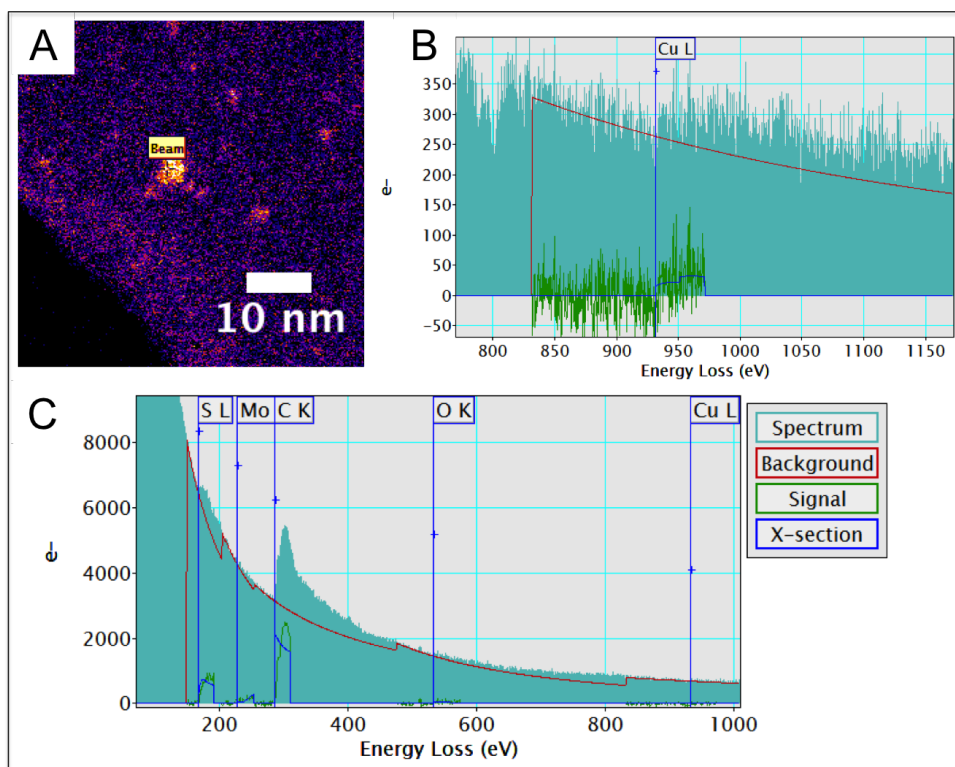 A
Beam
10 nm
B
Cu L
350
300
250
200
150
100
50
0
-50
e-
800 850 900 950 1000 1050 1100 1150
Energy Loss (eV)
C
S L Mo C K O K Cu L
8000
6000
4000
2000
0
e-
200 400 600 800 1000
Energy Loss (eV)
Spectrum
Background
Signal
X-section